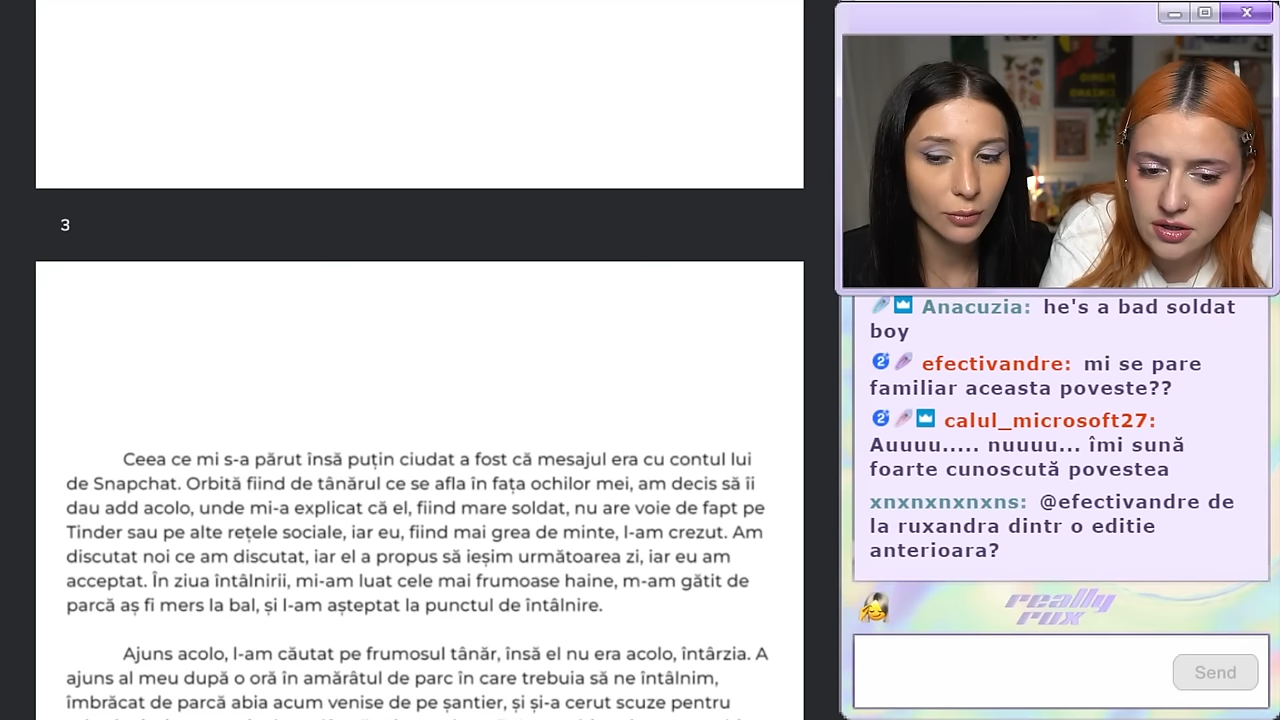 3
Ceea ce mi s-a părut însă puțin ciudat a fost că mesajul era cu contul lui
de Snapchat. Orbită fiind de tânărul ce se afla în fața ochilor mei, am decis să îi
dau add acolo, unde mi-a explicat că el, fiind mare soldat, nu are voie de fapt pe
Tinder sau pe alte rețele sociale, iar eu, fiind mai grea de minte, l-am crezut. Am
discutat noi ce am discutat, iar el a propus să ieșim următoarea zi, iar eu am
acceptat. În ziua întâlnirii, mi-am luat cele mai frumoase haine, m-am gătit de
parcă aș fi mers la bal, și l-am așteptat la punctul de întâlnire.
Ajuns acolo, l-am căutat pe frumosul tânăr, însă el nu era acolo, întârzia. A
ajuns al meu după o oră în amărâtul de parc în care trebuia să ne întâlnim,
îmbrăcat de parcă abia acum venise de pe șantier, și și-a cerut scuze pentru
Anacuzia: he's a bad soldat
boy
efectivandre: mi se pare
familiar aceasta poveste??
calul_microsoft27:
Auuuu..... nuuuu... îmi sună
foarte cunoscută povestea
xnxnxnxnxns: @efectivandre de
la ruxandra dintr o editie
anterioara?
really
rux
Send